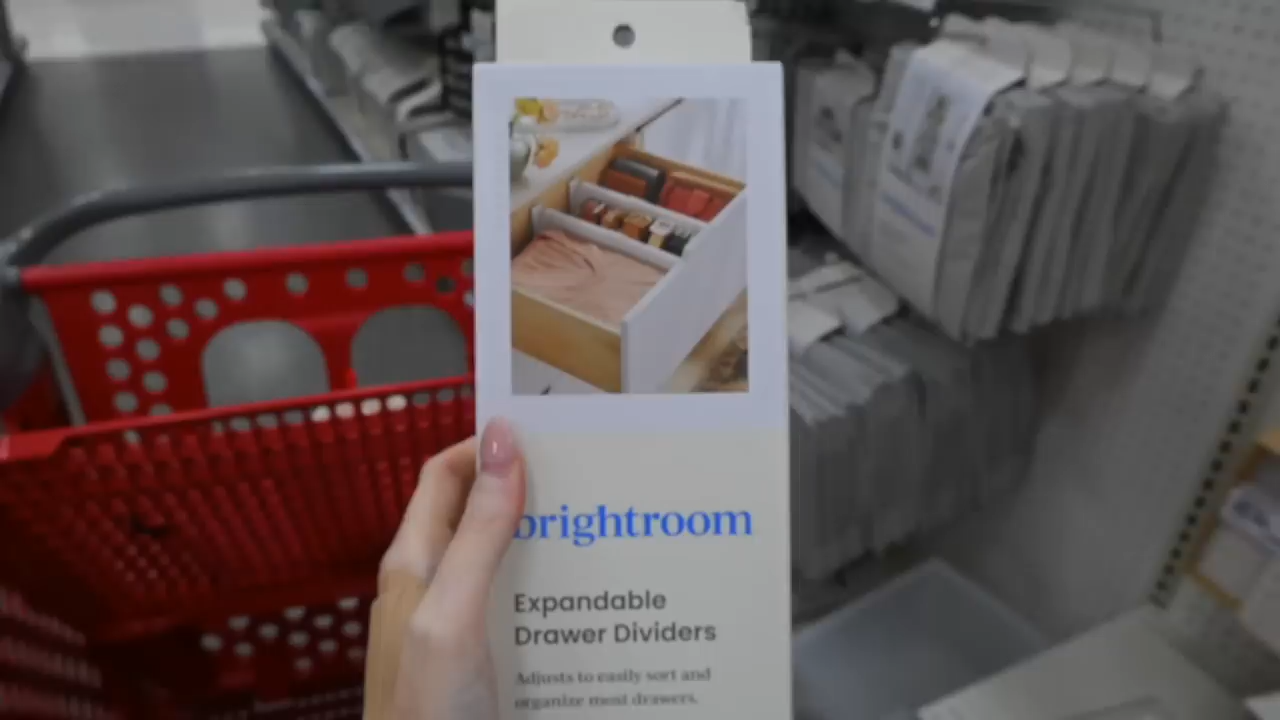 brightroom
Expandable
Drawer Dividers
Adjusts to easily sort and
organize most drawers.